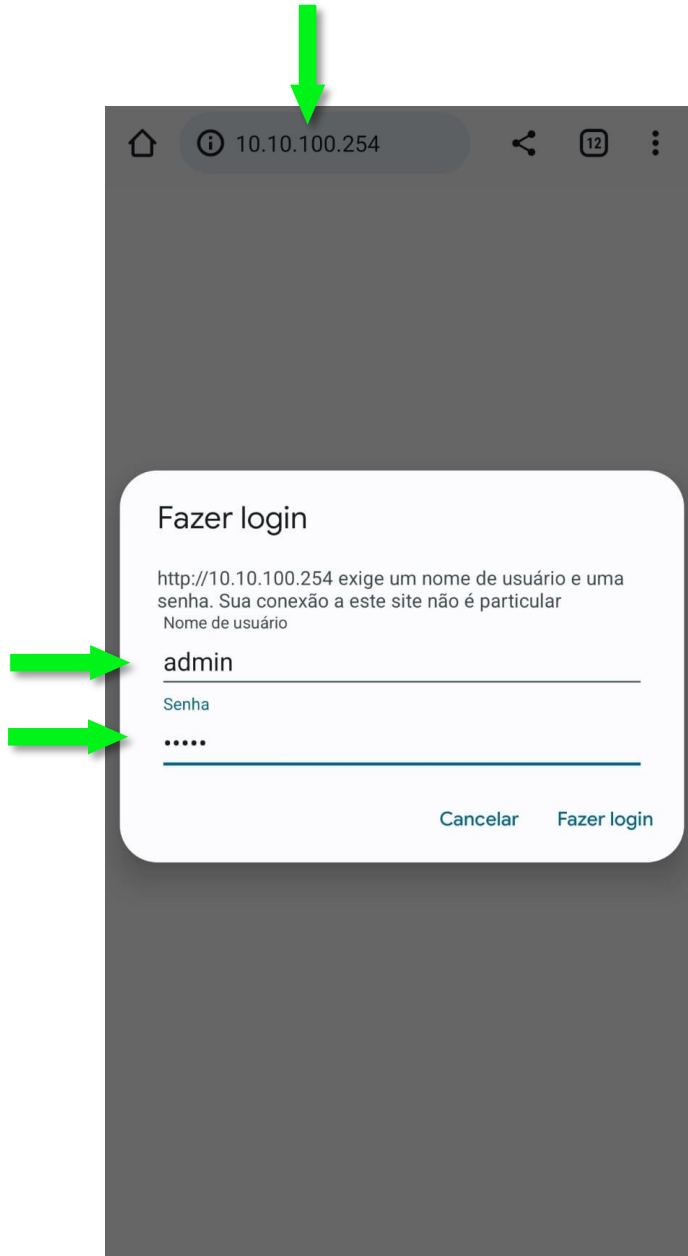 10.10.100.254
12
Fazer login
http://10.10.100.254 exige um nome de usuário e uma
senha. Sua conexão a este site não é particular
Nome de usuário
admin
Senha
•••••
Cancelar Fazer login